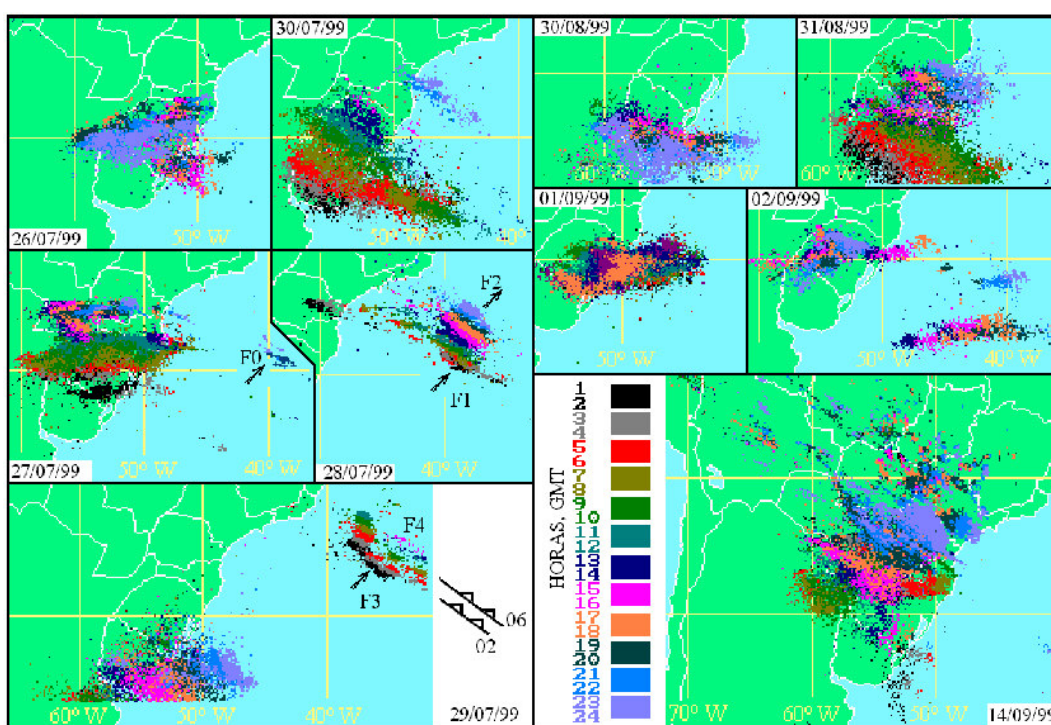 26/07/99
50° W
30/07/99
50° W
40°
30/08/99
50° W
31/08/99
60° W
01/09/99
50° W
02/09/99
50° W
40° W
27/07/99
50° W
F0
40° W
28/07/99
F2
F1
40° W
29/07/99
60° W
50° W
40° W
F4
F3
06
02
HORAS, GMT
1
2
3
4
5
6
7
8
9
10
11
12
13
14
15
16
17
18
19
20
21
22
23
24
70° W
60° W
50° W
14/09/99